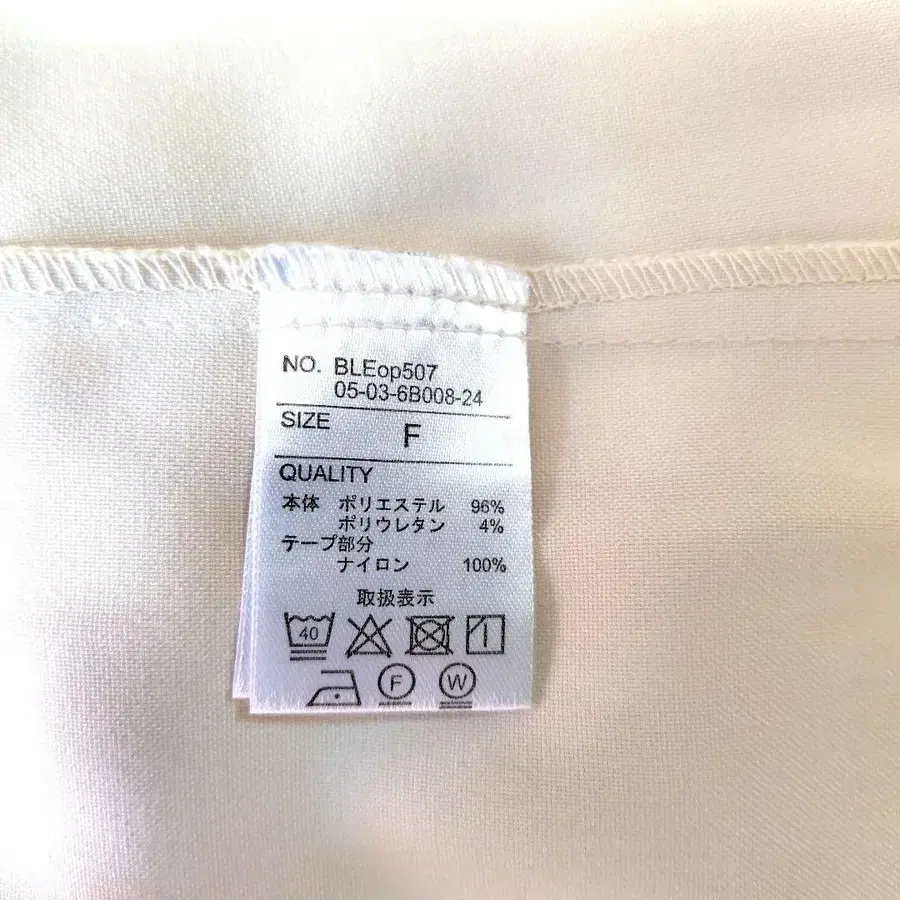 NO. BLEop507
05-03-6B008-24
SIZE F
QUALITY
本体 ポリエステル 96%
ポリウレタン 4%
テープ部分
ナイロン 100%
取扱表示
40
F W